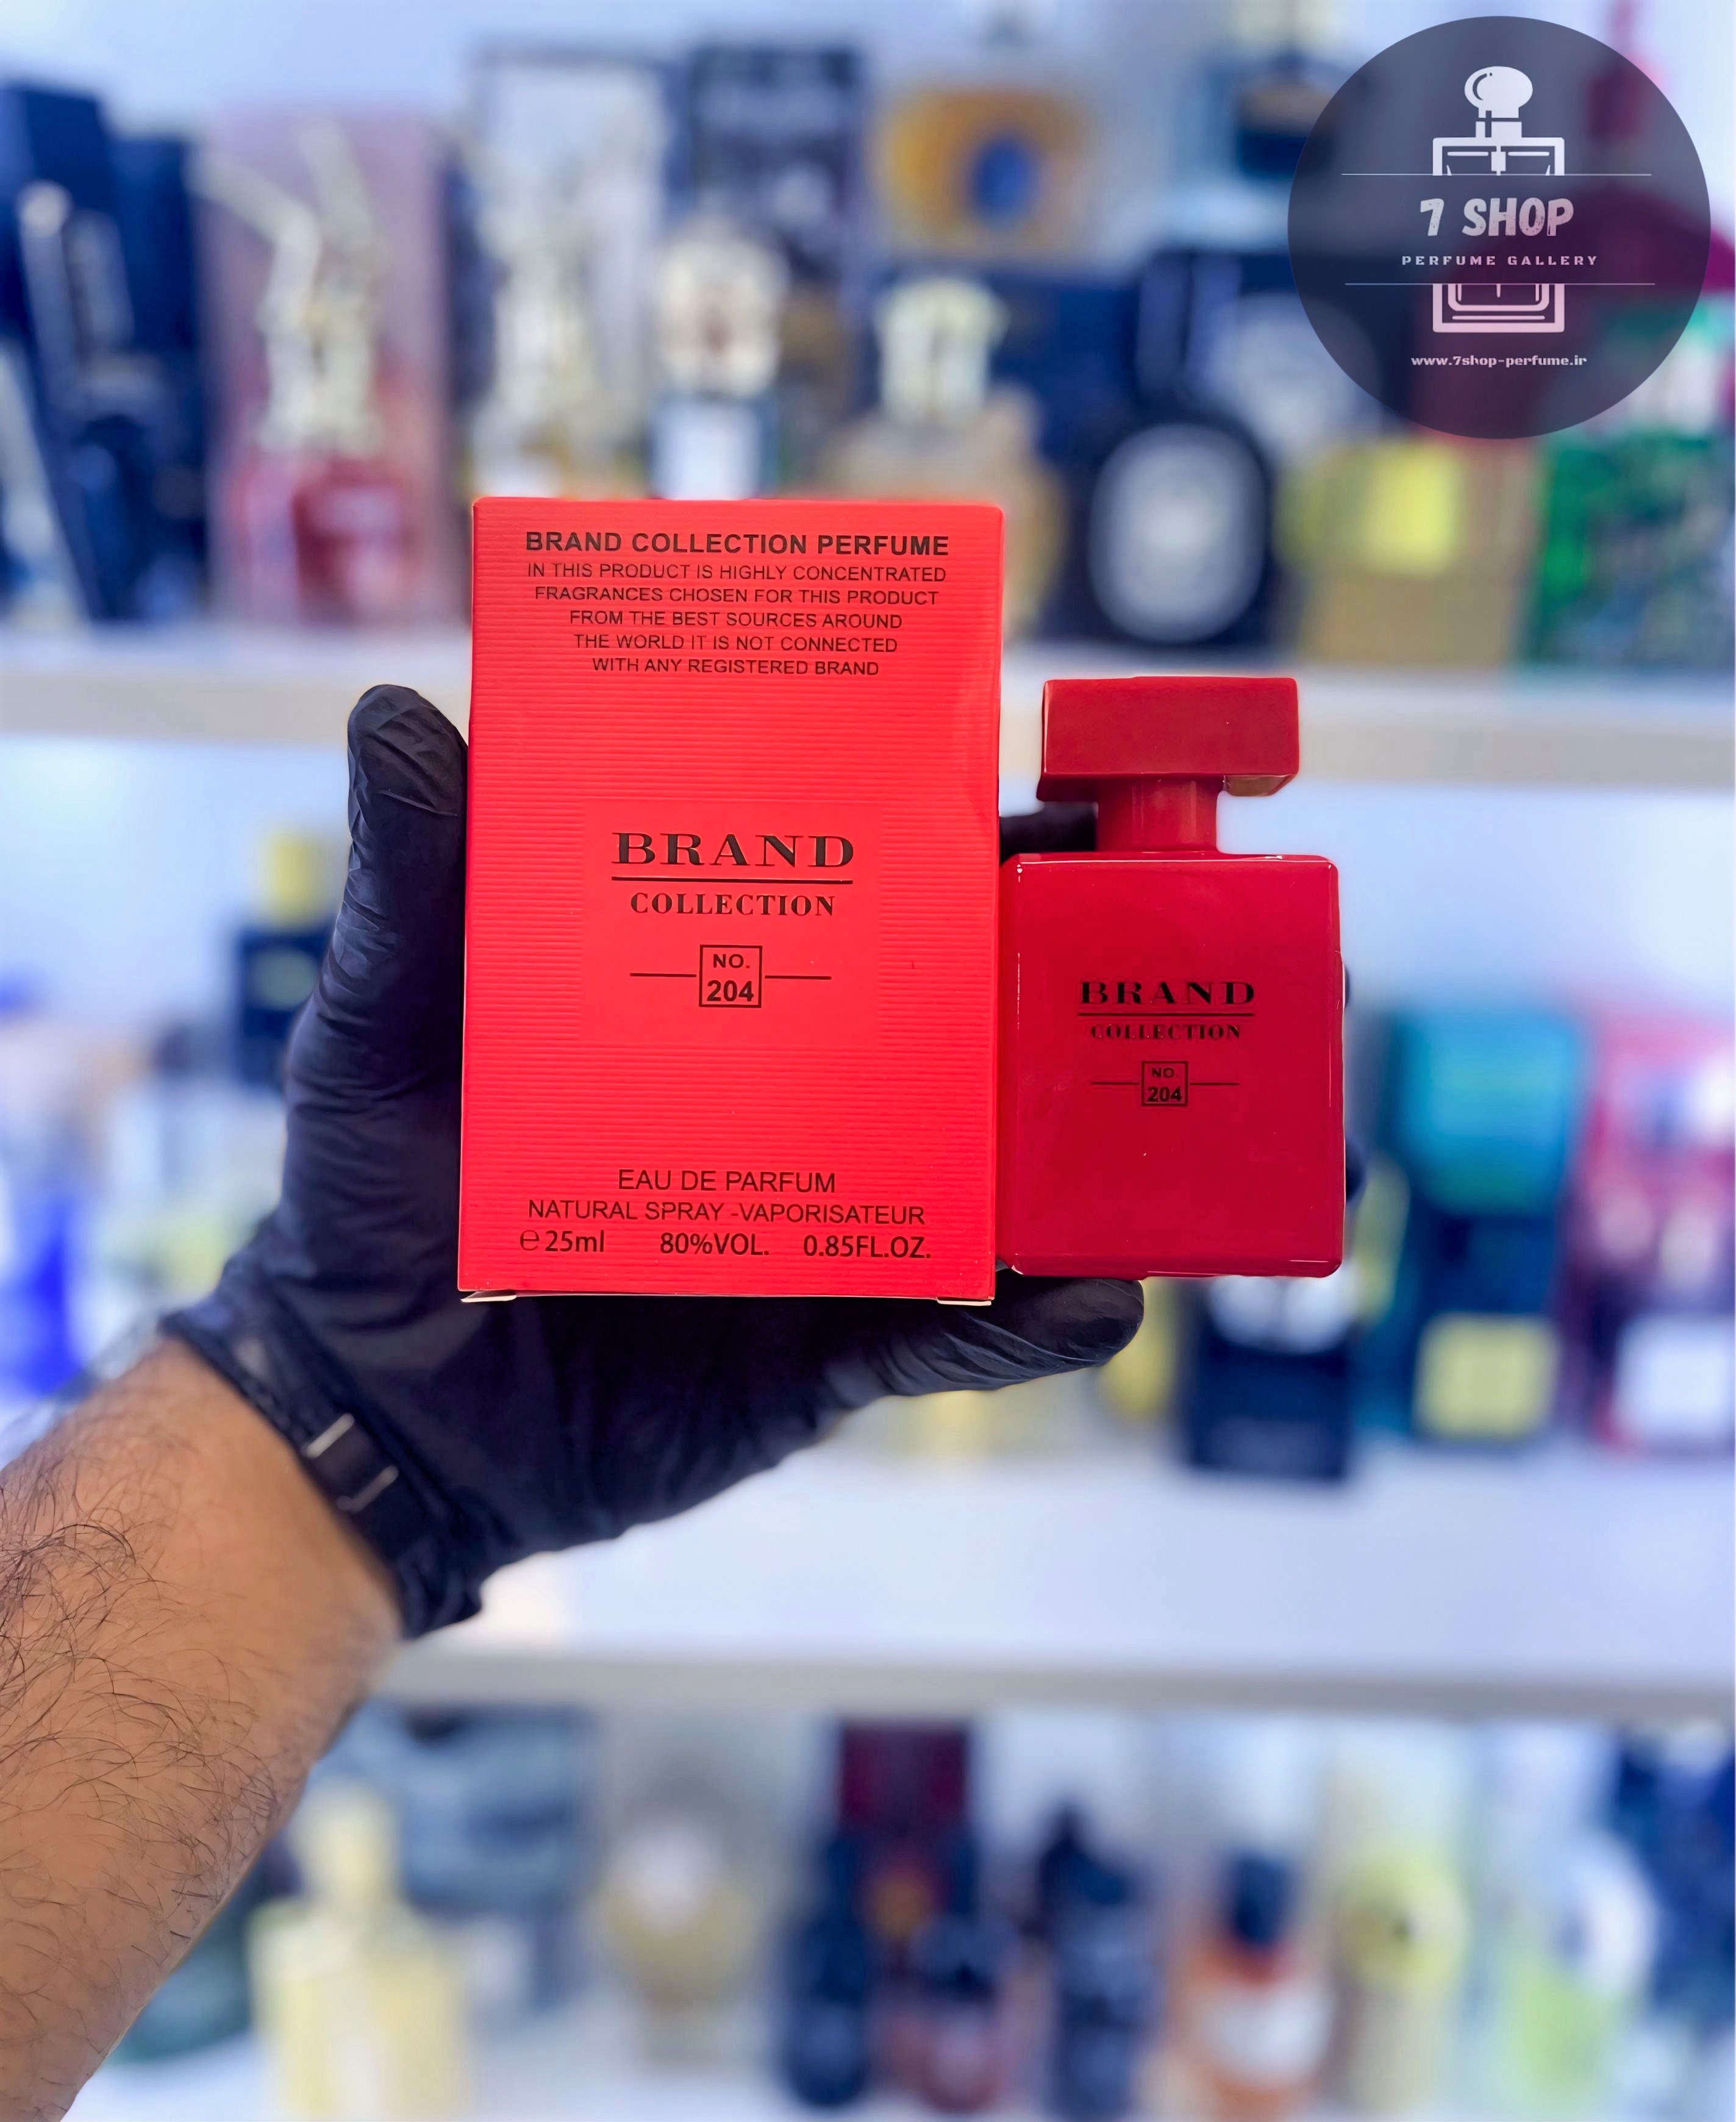 7 SHOP
PERFUME GALLERY
www.7shop-perfume.ir
BRAND COLLECTION PERFUME
IN THIS PRODUCT IS HIGHLY CONCENTRATED
FRAGRANCES CHOSEN FOR THIS PRODUCT
FROM THE BEST SOURCES AROUND
THE WORLD IT IS NOT CONNECTED
WITH ANY REGISTERED BRAND
BRAND
COLLECTION
NO.
204
EAU DE PARFUM
NATURAL SPRAY -VAPORISATEUR
℮25ml 80%VOL. 0.85FL.OZ.
BRAND
COLLECTION
NO.
204